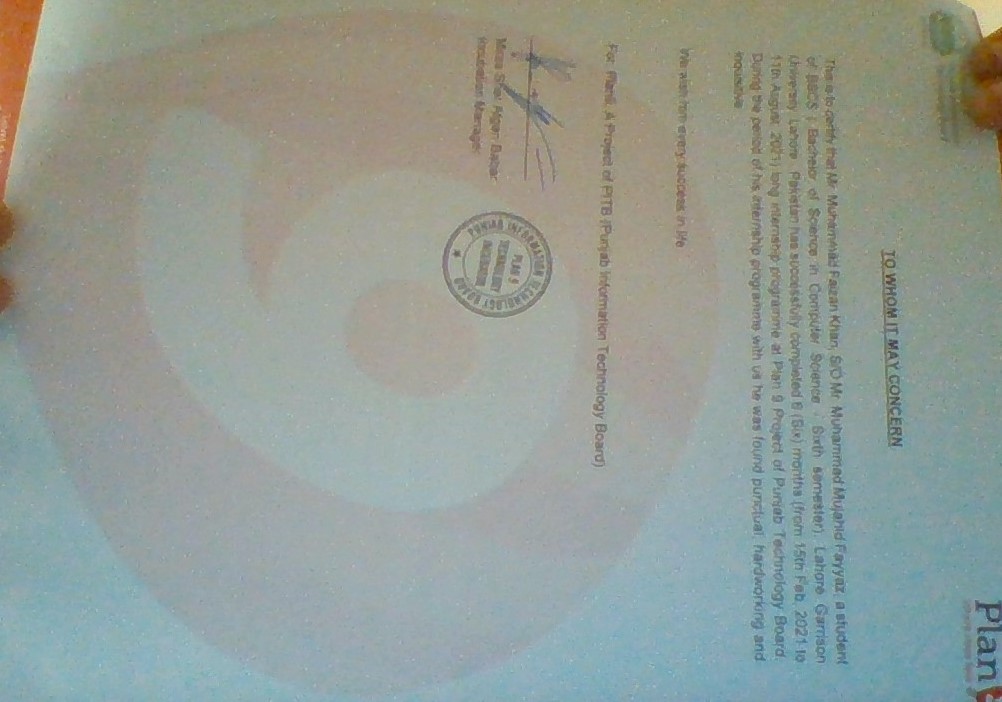 Plan
TO WHOM IT MAY CONCERN
This is to certify that Mr. Muhammad Faizan Khan, S/O Mr. Muhammad Mujahid Fayyaz, a student
of (BSCS ( Bachelor of Science in Computer Science - Sixth semester), Lahore Garrison
University Lahore, Pakistan has successfully completed 6 (Six) months (from 15th Feb, 2021 to
11th August, 2021) long internship programme at Plan 9 Project of Punjab Technology Board.
During the period of his internship programme with us he was found punctual, hardworking and
inquisitive.
We wish him every success in life
For Plan9, A Project of PITB (Punjab Information Technology Board)
Incubation Manager
PUNJAB INFORMATION TECHNOLOGY BOARD
PLAN 9
TECHNOLOGY
INCUBATOR